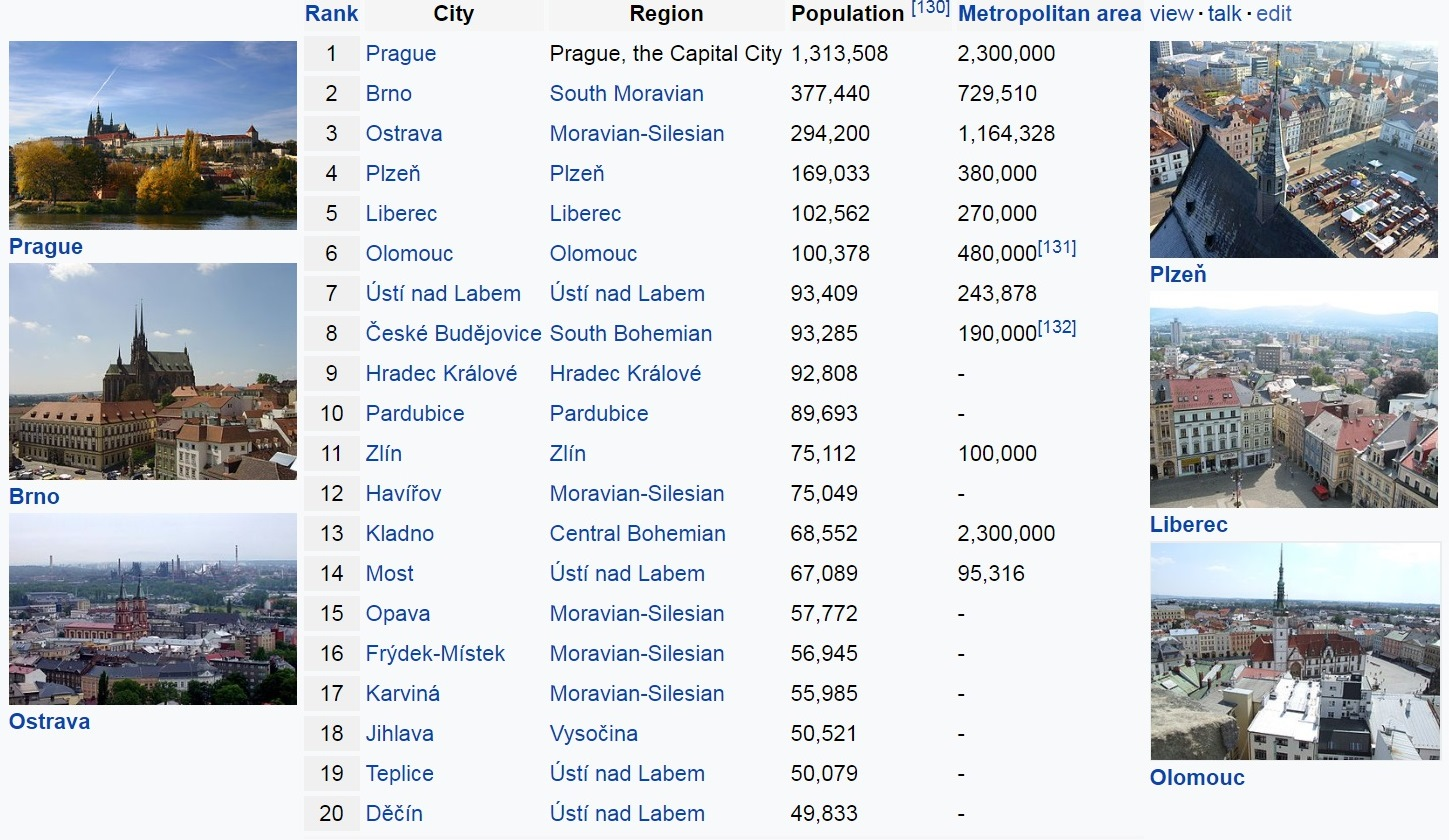 Rank City Region Population [130] Metropolitan area view · talk · edit
1 Prague Prague, the Capital City 1,313,508 2,300,000
2 Brno South Moravian 377,440 729,510
3 Ostrava Moravian-Silesian 294,200 1,164,328
4 Plzeň Plzeň 169,033 380,000
5 Liberec Liberec 102,562 270,000
6 Olomouc Olomouc 100,378 480,000[131]
7 Ústí nad Labem Ústí nad Labem 93,409 243,878
8 České Budějovice South Bohemian 93,285 190,000[132]
9 Hradec Králové Hradec Králové 92,808 -
10 Pardubice Pardubice 89,693 -
11 Zlín Zlín 75,112 100,000
12 Havířov Moravian-Silesian 75,049 -
13 Kladno Central Bohemian 68,552 2,300,000
14 Most Ústí nad Labem 67,089 95,316
15 Opava Moravian-Silesian 57,772 -
16 Frýdek-Místek Moravian-Silesian 56,945 -
17 Karviná Moravian-Silesian 55,985 -
18 Jihlava Vysočina 50,521 -
19 Teplice Ústí nad Labem 50,079 -
20 Děčín Ústí nad Labem 49,833 -
Prague
Brno
Ostrava
Plzeň
Liberec
Olomouc